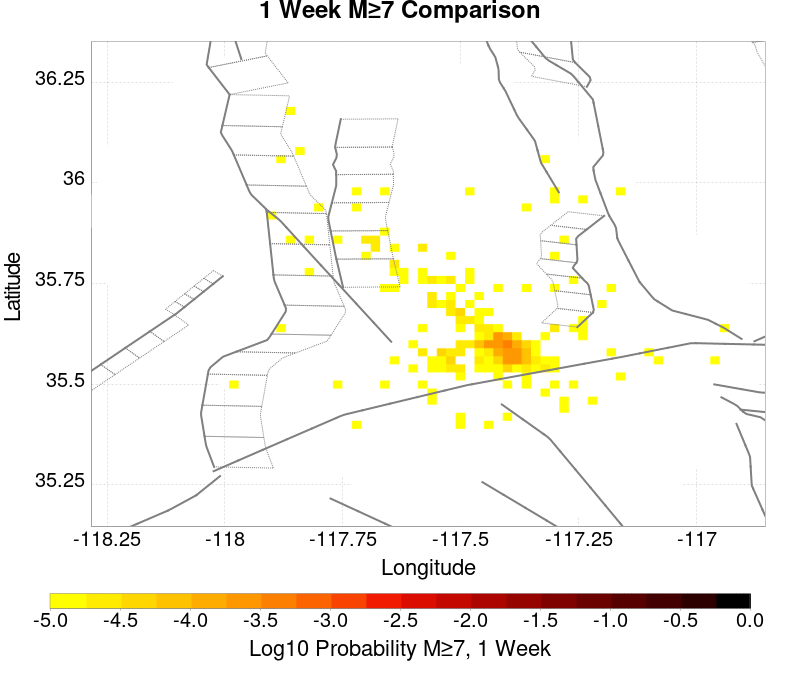 1 Week M≥7 Comparison
36.25
36
35.75
35.5
35.25
Latitude
-118.25 -118 -117.75 -117.5 -117.25 -117
Longitude
-5.0 -4.5 -4.0 -3.5 -3.0 -2.5 -2.0 -1.5 -1.0 -0.5 0.0
Log10 Probability M≥7, 1 Week